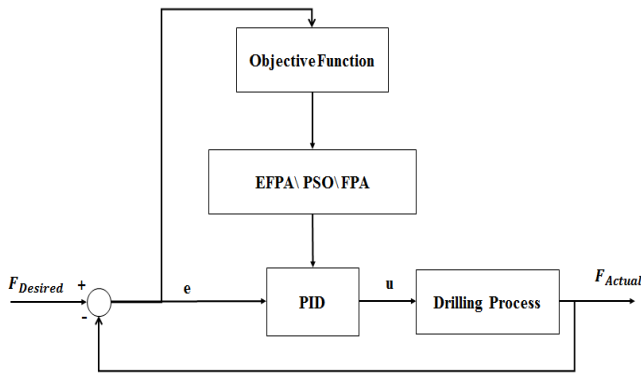 Objective Function
EFPA\ PSO\ FPA
F_Desired
+
-
e
PID
u
Drilling Process
F_Actual